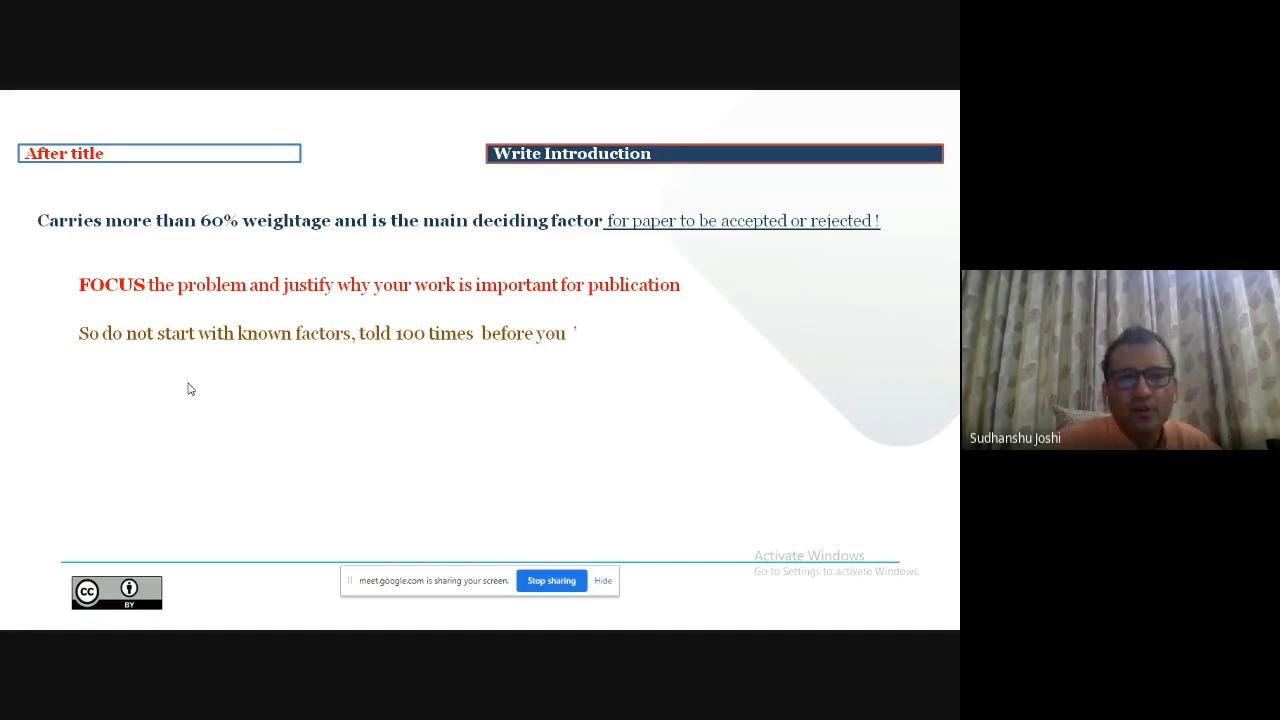 After title
Write Introduction
Carries more than 60% weightage and is the main deciding factor for paper to be accepted or rejected !
FOCUS the problem and justify why your work is important for publication
So do not start with known factors, told 100 times before you '
Sudhanshu Joshi
Activate Windows
Go to Settings to activate Windows.
meet.google.com is sharing your screen. Stop sharing Hide
cc
BY